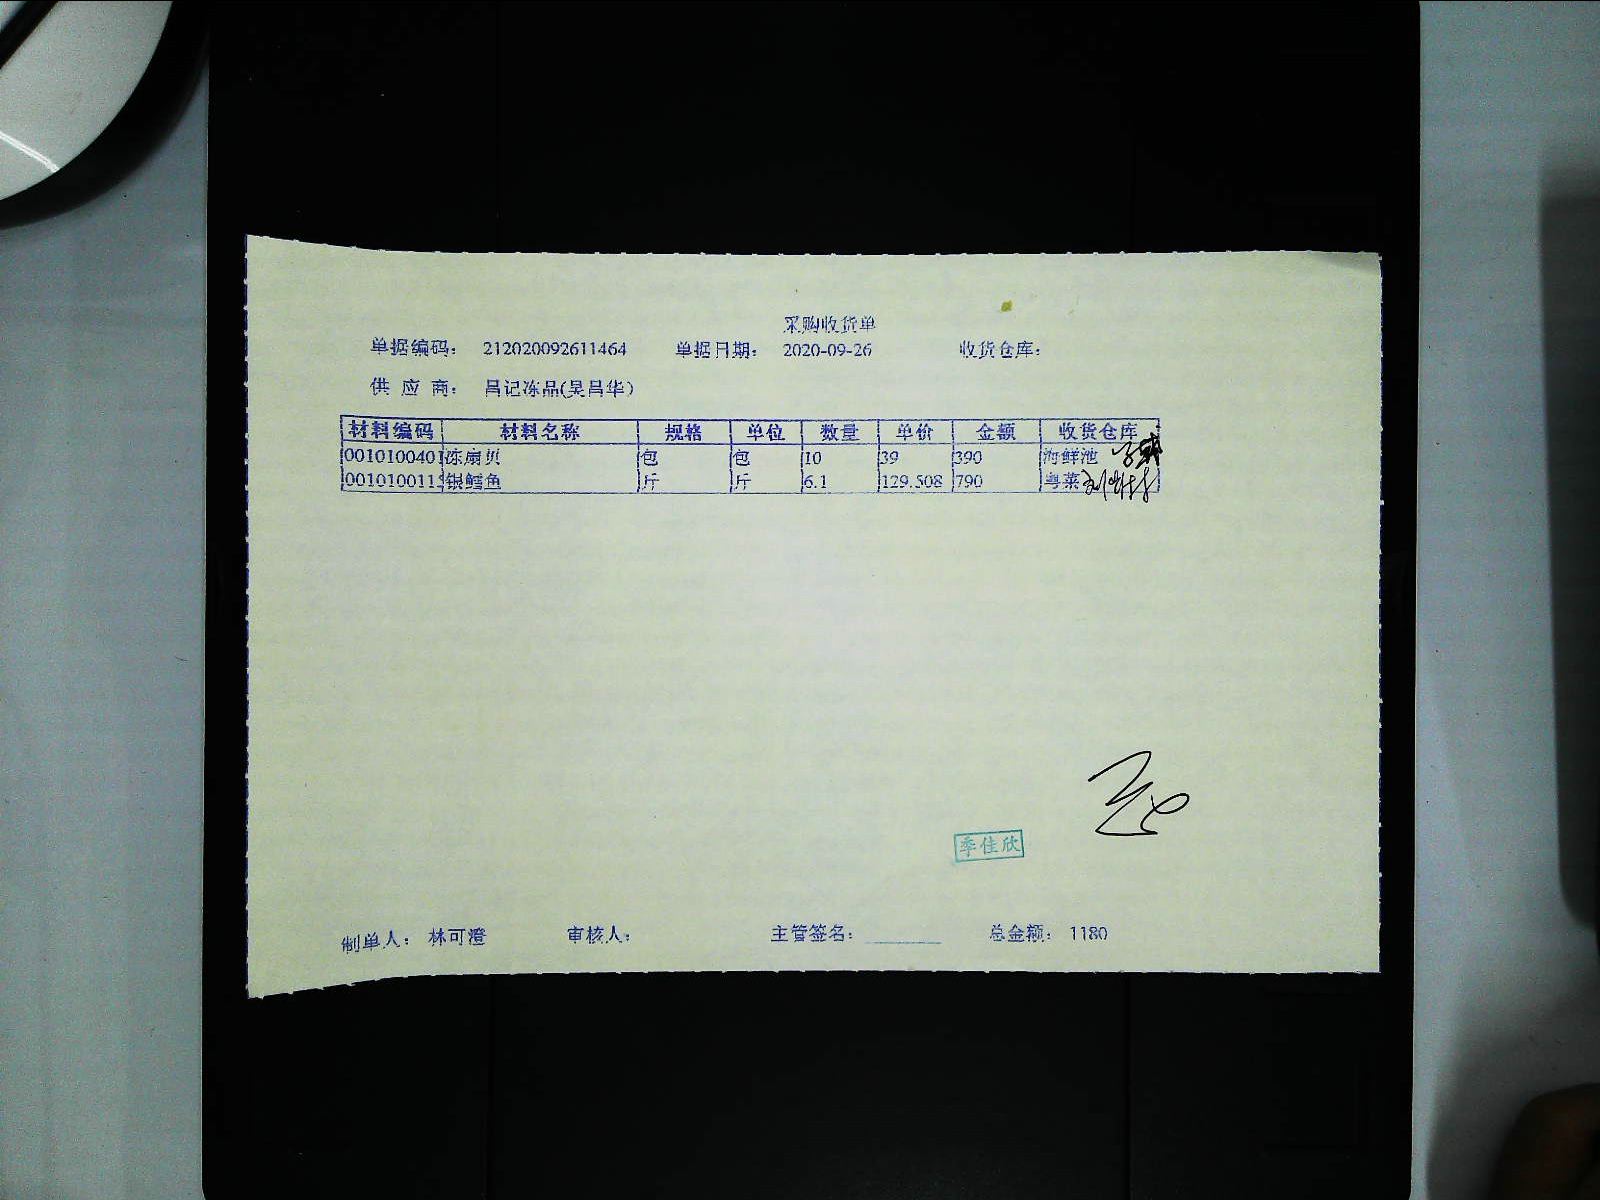 采购收货单
单据编码： 212020092611464 单据日期： 2020-09-26 收货仓库：
供 应 商： 昌记冻品(吴昌华)
材料编码 材料名称 规格 单位 数量 单价 金额 收货仓库
0010100401 冻扇贝 包 包 10 39 390 海鲜池
001010011 银鳕鱼 斤 斤 6.1 129.508 790 粤菜
季佳欣
制单人： 林可澄 审核人： 主管签名： 总金额： 1180